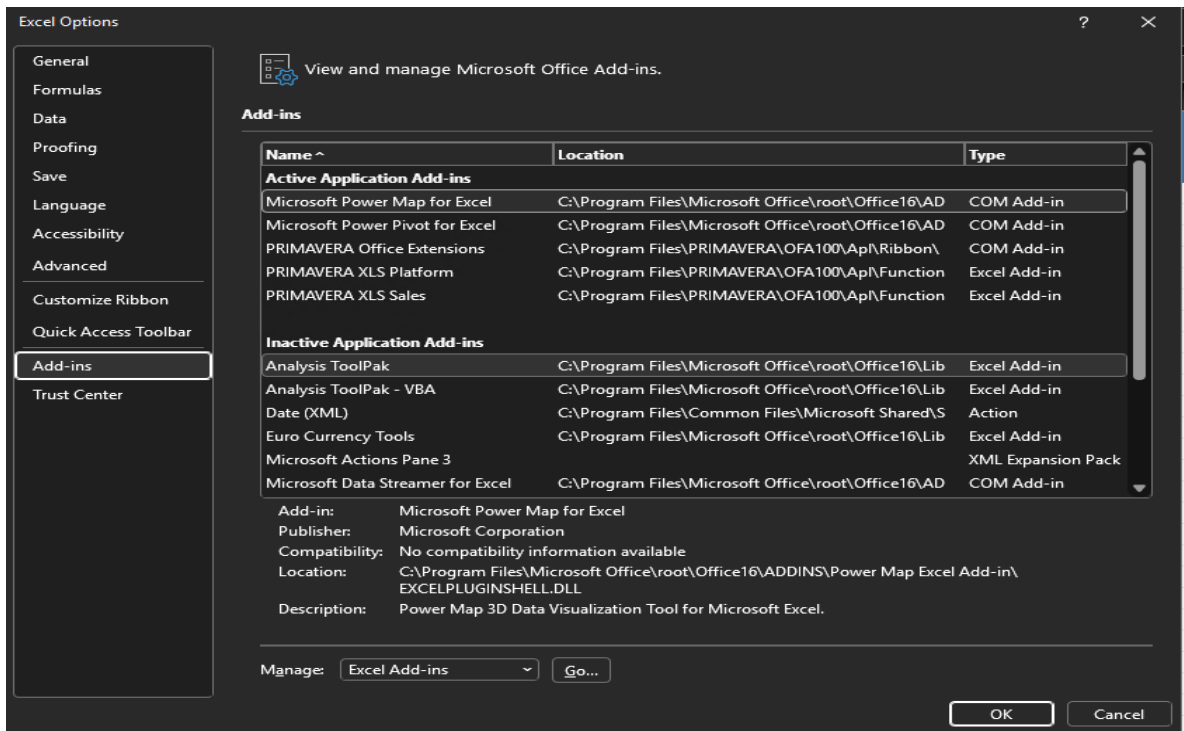 Excel Options
?
General
Formulas
Data
Proofing
Save
Language
Accessibility
Advanced
Customize Ribbon
Quick Access Toolbar
Add-ins
Trust Center
View and manage Microsoft Office Add-ins.
Add-ins
Name Location Type
Active Application Add-ins
Microsoft Power Map for Excel C:\Program Files\Microsoft Office\root\Office16\AD COM Add-in
Microsoft Power Pivot for Excel C:\Program Files\Microsoft Office\root\Office16\AD COM Add-in
PRIMAVERA Office Extensions C:\Program Files\PRIMAVERA\OFA100\Apl\Ribbon\ COM Add-in
PRIMAVERA XLS Platform C:\Program Files\PRIMAVERA\OFA100\Apl\Function Excel Add-in
PRIMAVERA XLS Sales C:\Program Files\PRIMAVERA\OFA100\Apl\Function Excel Add-in
Inactive Application Add-ins
Analysis ToolPak C:\Program Files\Microsoft Office\root\Office16\Lib Excel Add-in
Analysis ToolPak - VBA C:\Program Files\Microsoft Office\root\Office16\Lib Excel Add-in
Date (XML) C:\Program Files\Common Files\Microsoft Shared\S Action
Euro Currency Tools C:\Program Files\Microsoft Office\root\Office16\Lib Excel Add-in
Microsoft Actions Pane 3 XML Expansion Pack
Microsoft Data Streamer for Excel C:\Program Files\Microsoft Office\root\Office16\AD COM Add-in
Add-in: Microsoft Power Map for Excel
Publisher: Microsoft Corporation
Compatibility: No compatibility information available
Location: C:\Program Files\Microsoft Office\root\Office16\ADDINS\Power Map Excel Add-in\
EXCELPLUGINSHELL.DLL
Description: Power Map 3D Data Visualization Tool for Microsoft Excel.
Manage: Excel Add-ins Go...
OK Cancel